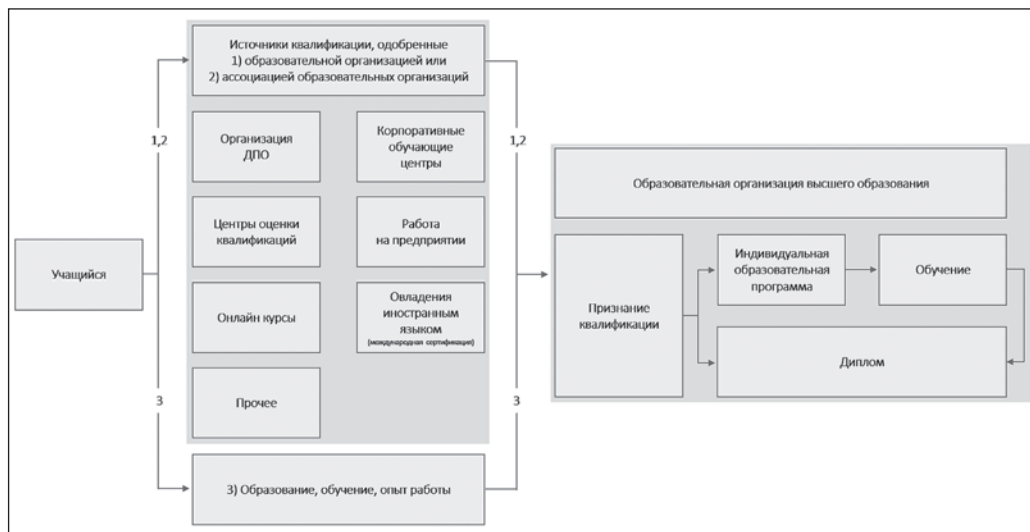 Источники квалификации, одобренные
1) образовательной организацией или
2) ассоциацией образовательных организаций
1,2
1,2
Организация
ДПО
Корпоративные
обучающие
центры
Центры оценки
квалификаций
Работа
на предприятии
Онлайн курсы
Овладения
иностранным
языком
(международная сертификация)
Прочее
Учащийся
3
3
3) Образование, обучение, опыт работы
Образовательная организация высшего образования
Признание
квалификации
Индивидуальная
образовательная
программа
Обучение
Диплом